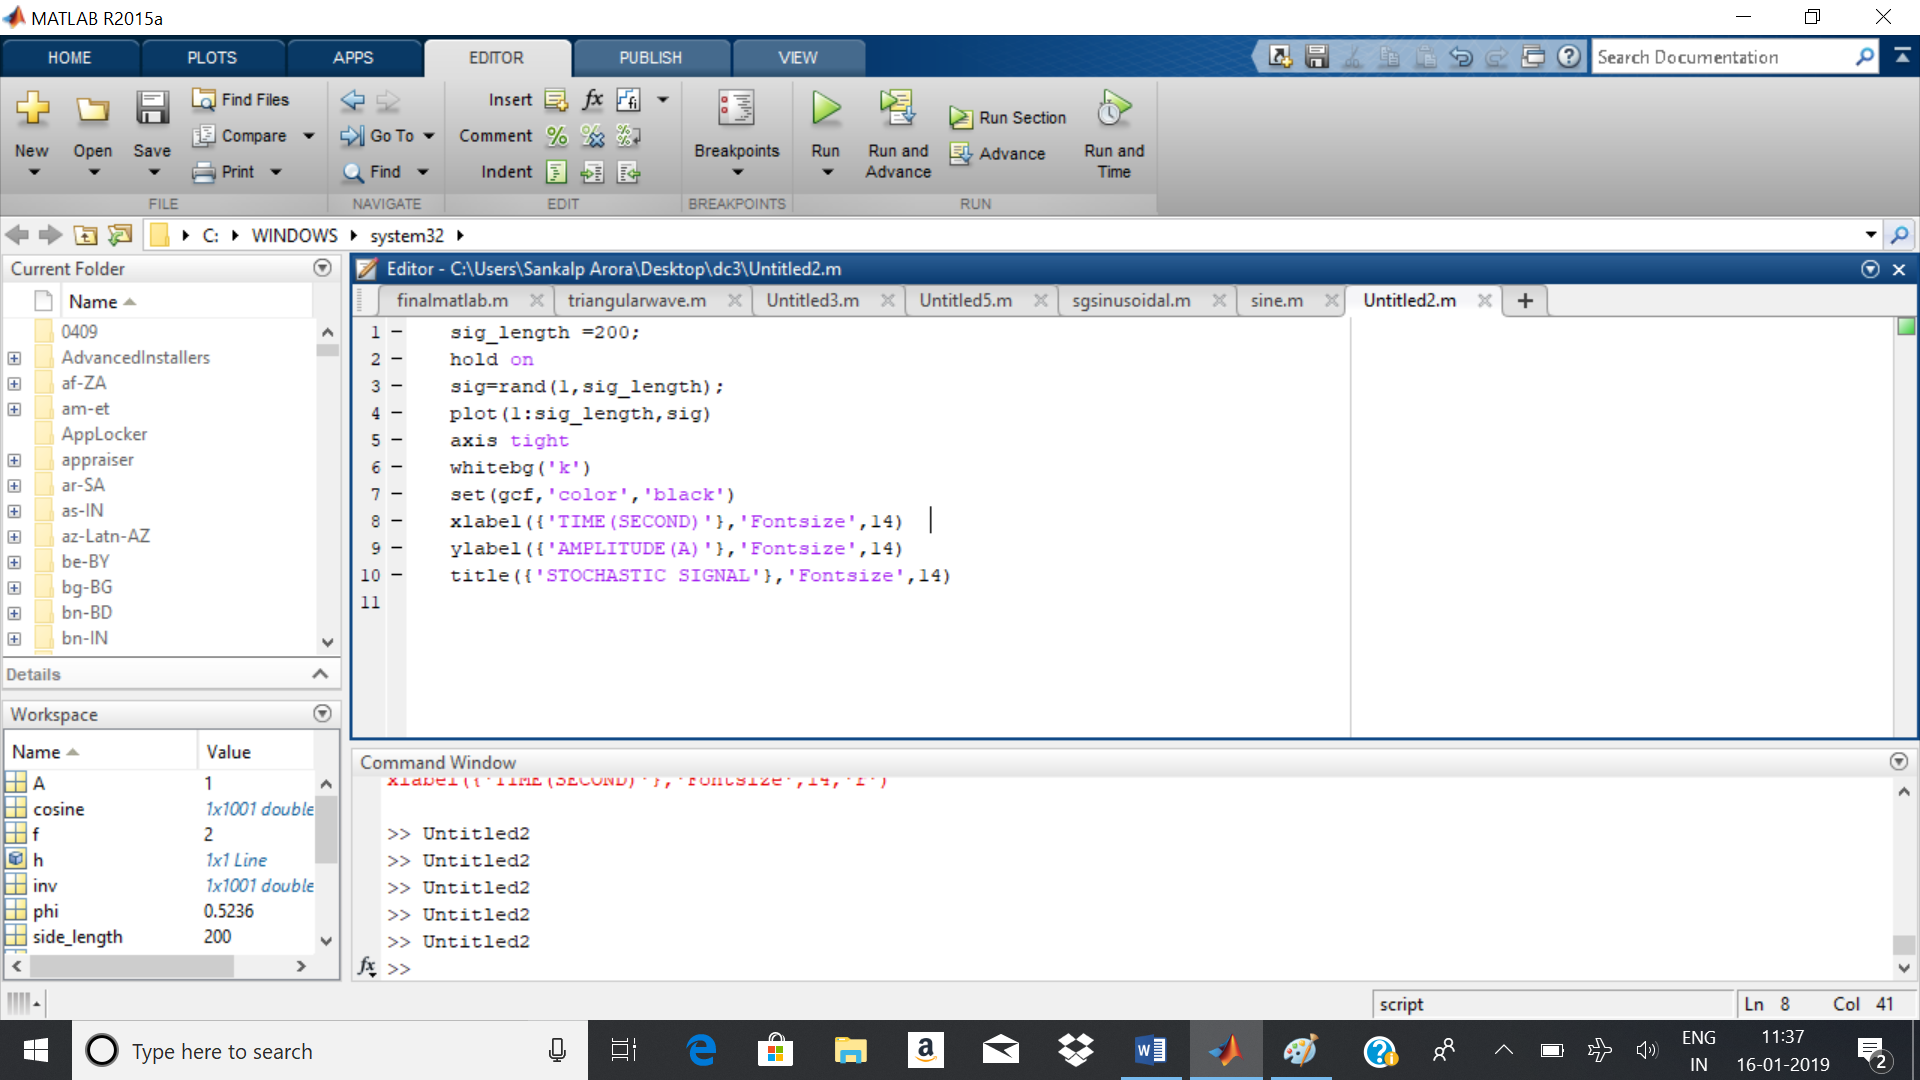 MATLAB R2015a
HOME PLOTS APPS EDITOR PUBLISH VIEW Search Documentation
New Open Save Find Files Compare Print
Go To Find
Insert fx fi
Comment % %
Indent
Breakpoints
Run Run and Advance Run Section Advance Run and Time
FILE NAVIGATE EDIT BREAKPOINTS RUN
C: WINDOWS system32
Current Folder
Name
0409
AdvancedInstallers
af-ZA
am-et
AppLocker
appraiser
ar-SA
as-IN
az-Latn-AZ
be-BY
bg-BG
bn-BD
bn-IN
Details
Workspace
Name Value
A 1
cosine 1x1001 double
f 2
h 1x1 Line
inv 1x1001 double
phi 0.5236
side_length 200
Editor - C:\Users\Sankalp Arora\Desktop\dc3\Untitled2.m
finalmatlab.m triangularwave.m Untitled3.m Untitled5.m sgsinusoidal.m sine.m Untitled2.m
1 sig_length =200;
2 hold on
3 sig=rand(1,sig_length);
4 plot(1:sig_length,sig)
5 axis tight
6 whitebg('k')
7 set(gcf,'color','black')
8 xlabel({'TIME(SECOND)'},'Fontsize',14)
9 ylabel({'AMPLITUDE(A)'},'Fontsize',14)
10 title({'STOCHASTIC SIGNAL'},'Fontsize',14)
11
Command Window
xlabel({'TIME(SECOND)'},'Fontsize',14,'r')
>> Untitled2
>> Untitled2
>> Untitled2
>> Untitled2
>> Untitled2
fx >>
script Ln 8 Col 41
Type here to search
ENG
IN
11:37
16-01-2019
2